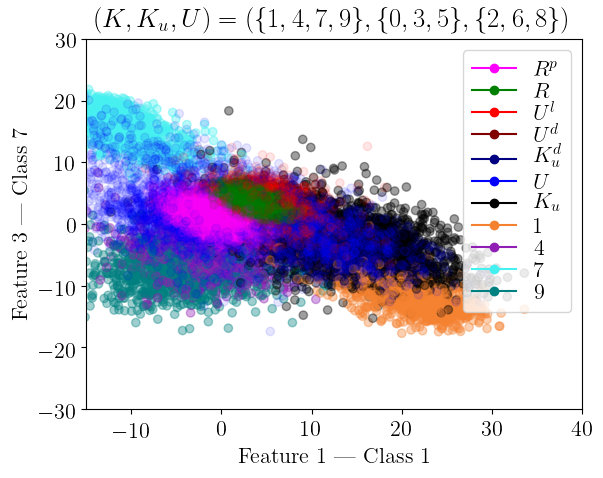 (K, K_u, U) = ({1, 4, 7, 9}, {0, 3, 5}, {2, 6, 8})
30
20
10
0
−10
−20
−30
−10
0
10
20
30
40
Feature 3 — Class 7
Feature 1 — Class 1
R^p
R
U^l
U^d
K_u^d
U
K_u
1
4
7
9